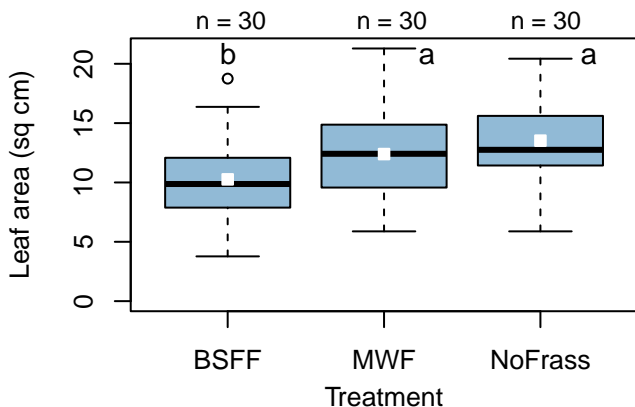 n = 30 n = 30 n = 30
b a a
Leaf area (sq cm)
20
15
10
5
0
BSFF MWF NoFrass
Treatment